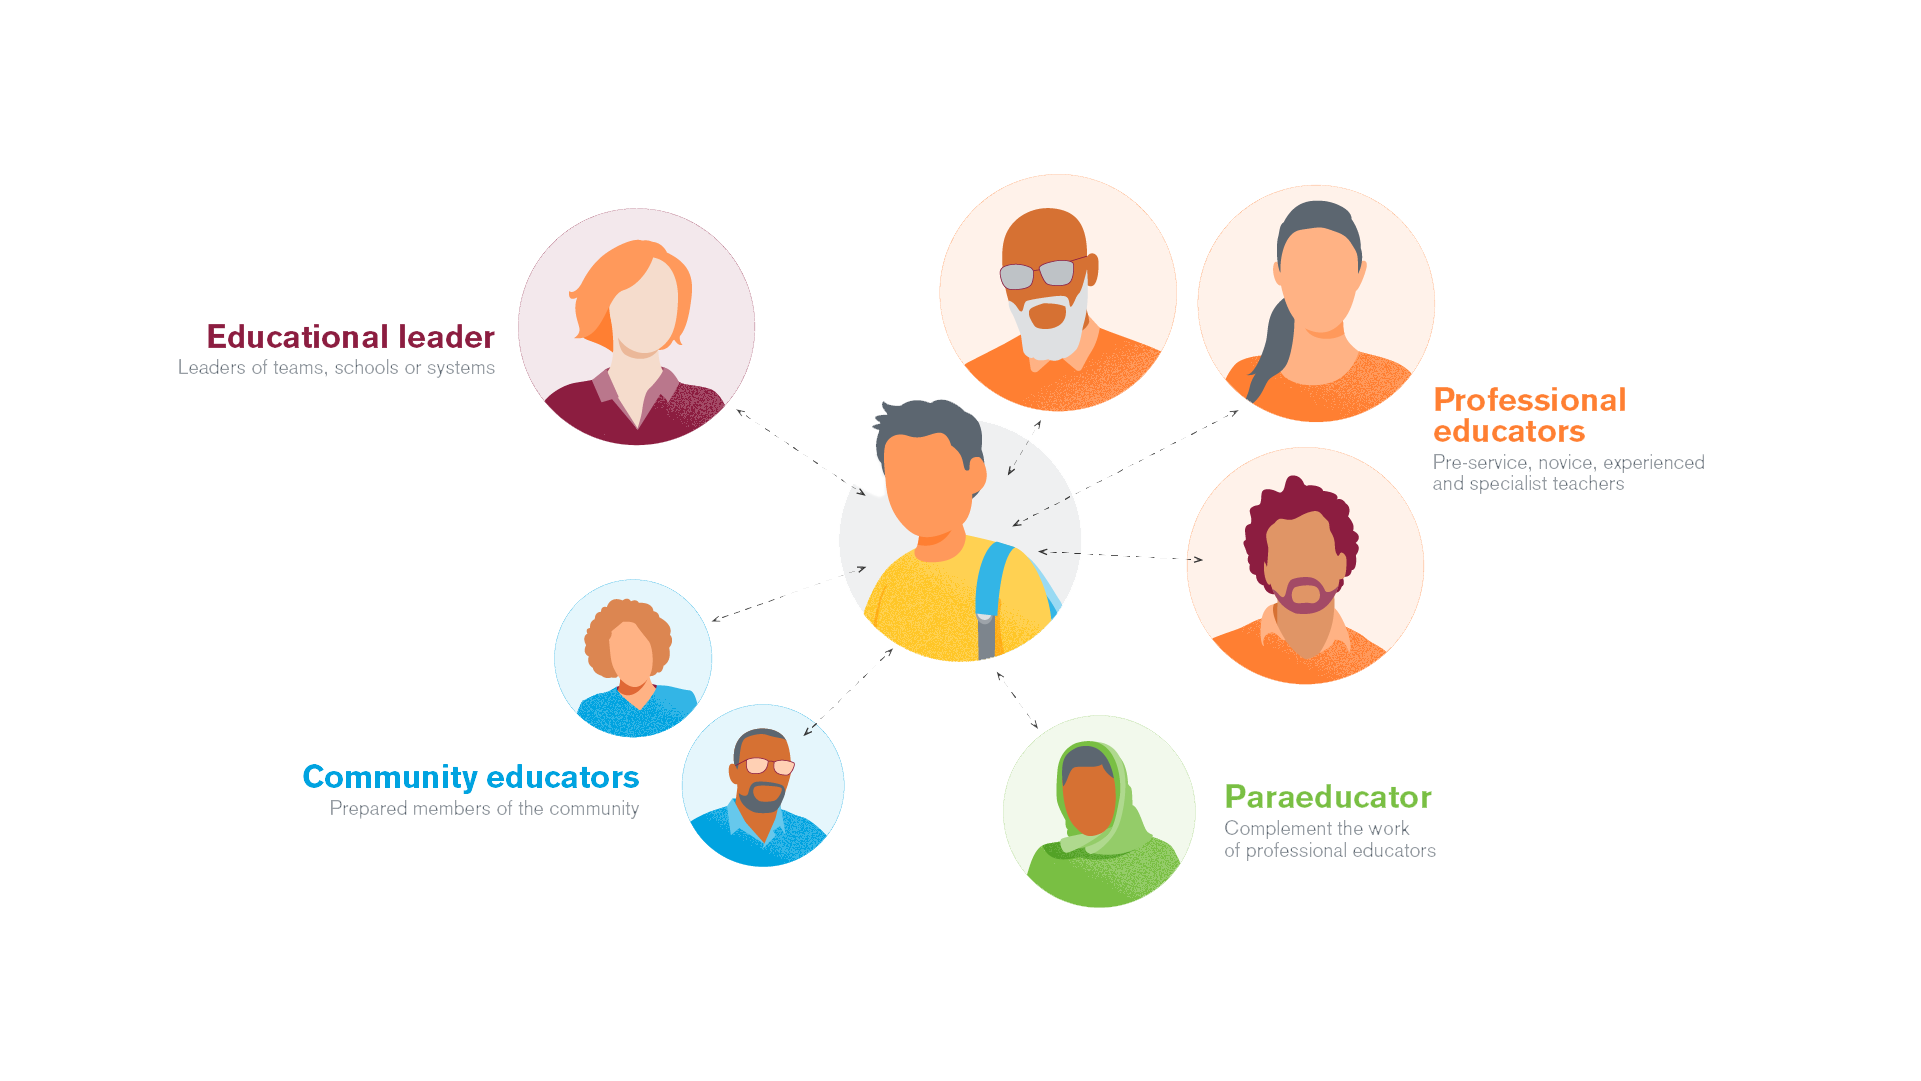 Educational leader
Leaders of teams, schools or systems
Professional
educators
Pre-service, novice, experienced
and specialist teachers
Community educators
Prepared members of the community
Paraeducator
Complement the work
of professional educators